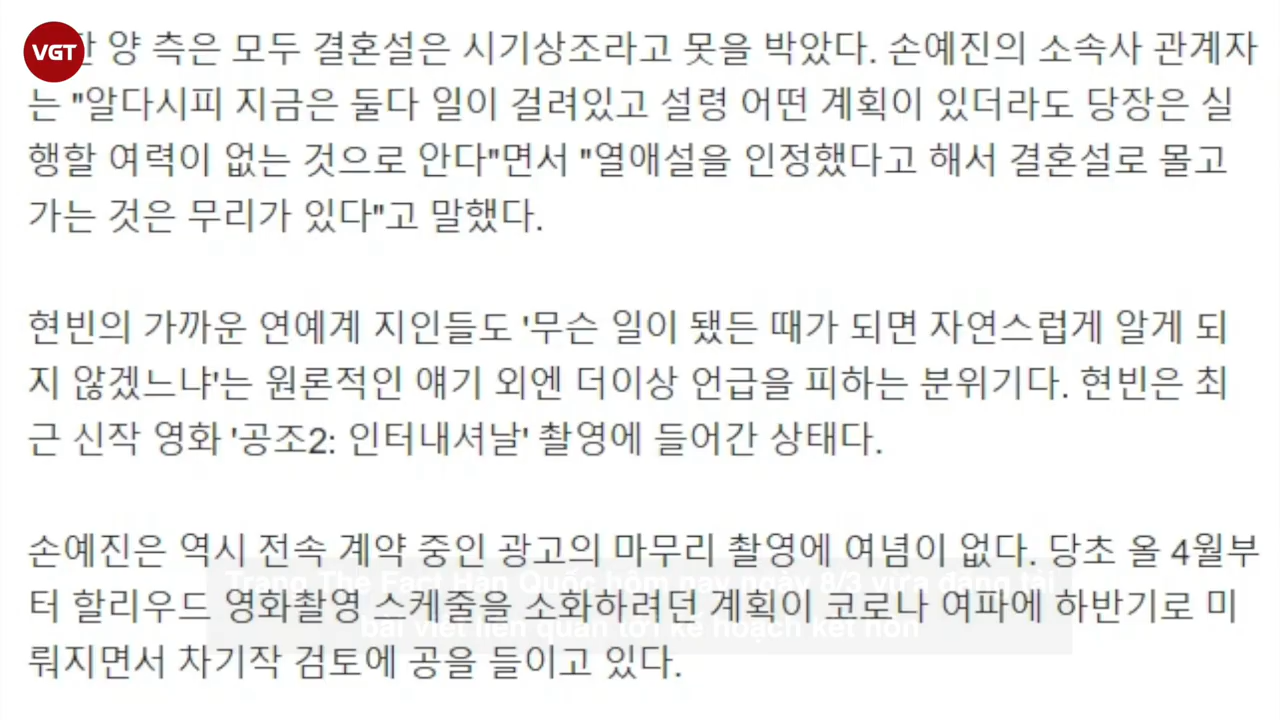 VGT
양 측은 모두 결혼설은 시기상조라고 못을 박았다. 손예진의 소속사 관계자
는 "알다시피 지금은 둘다 일이 걸려있고 설령 어떤 계획이 있더라도 당장은 실
행할 여력이 없는 것으로 안다"면서 "열애설을 인정했다고 해서 결혼설로 몰고
가는 것은 무리가 있다"고 말했다.
현빈의 가까운 연예계 지인들도 '무슨 일이 됐든 때가 되면 자연스럽게 알게 되
지 않겠느냐'는 원론적인 얘기 외엔 더이상 언급을 피하는 분위기다. 현빈은 최
근 신작 영화 '공조2: 인터내셔날' 촬영에 들어간 상태다.
손예진은 역시 전속 계약 중인 광고의 마무리 촬영에 여념이 없다. 당초 올 4월부
터 할리우드 영화촬영 스케줄을 소화하려던 계획이 코로나 여파에 하반기로 미
뤄지면서 차기작 검토에 공을 들이고 있다.
Trang The Fact Hàn Quốc hôm nay ngày 8/3 vừa đăng tải
bài viết liên quan tới kế hoạch kết hôn